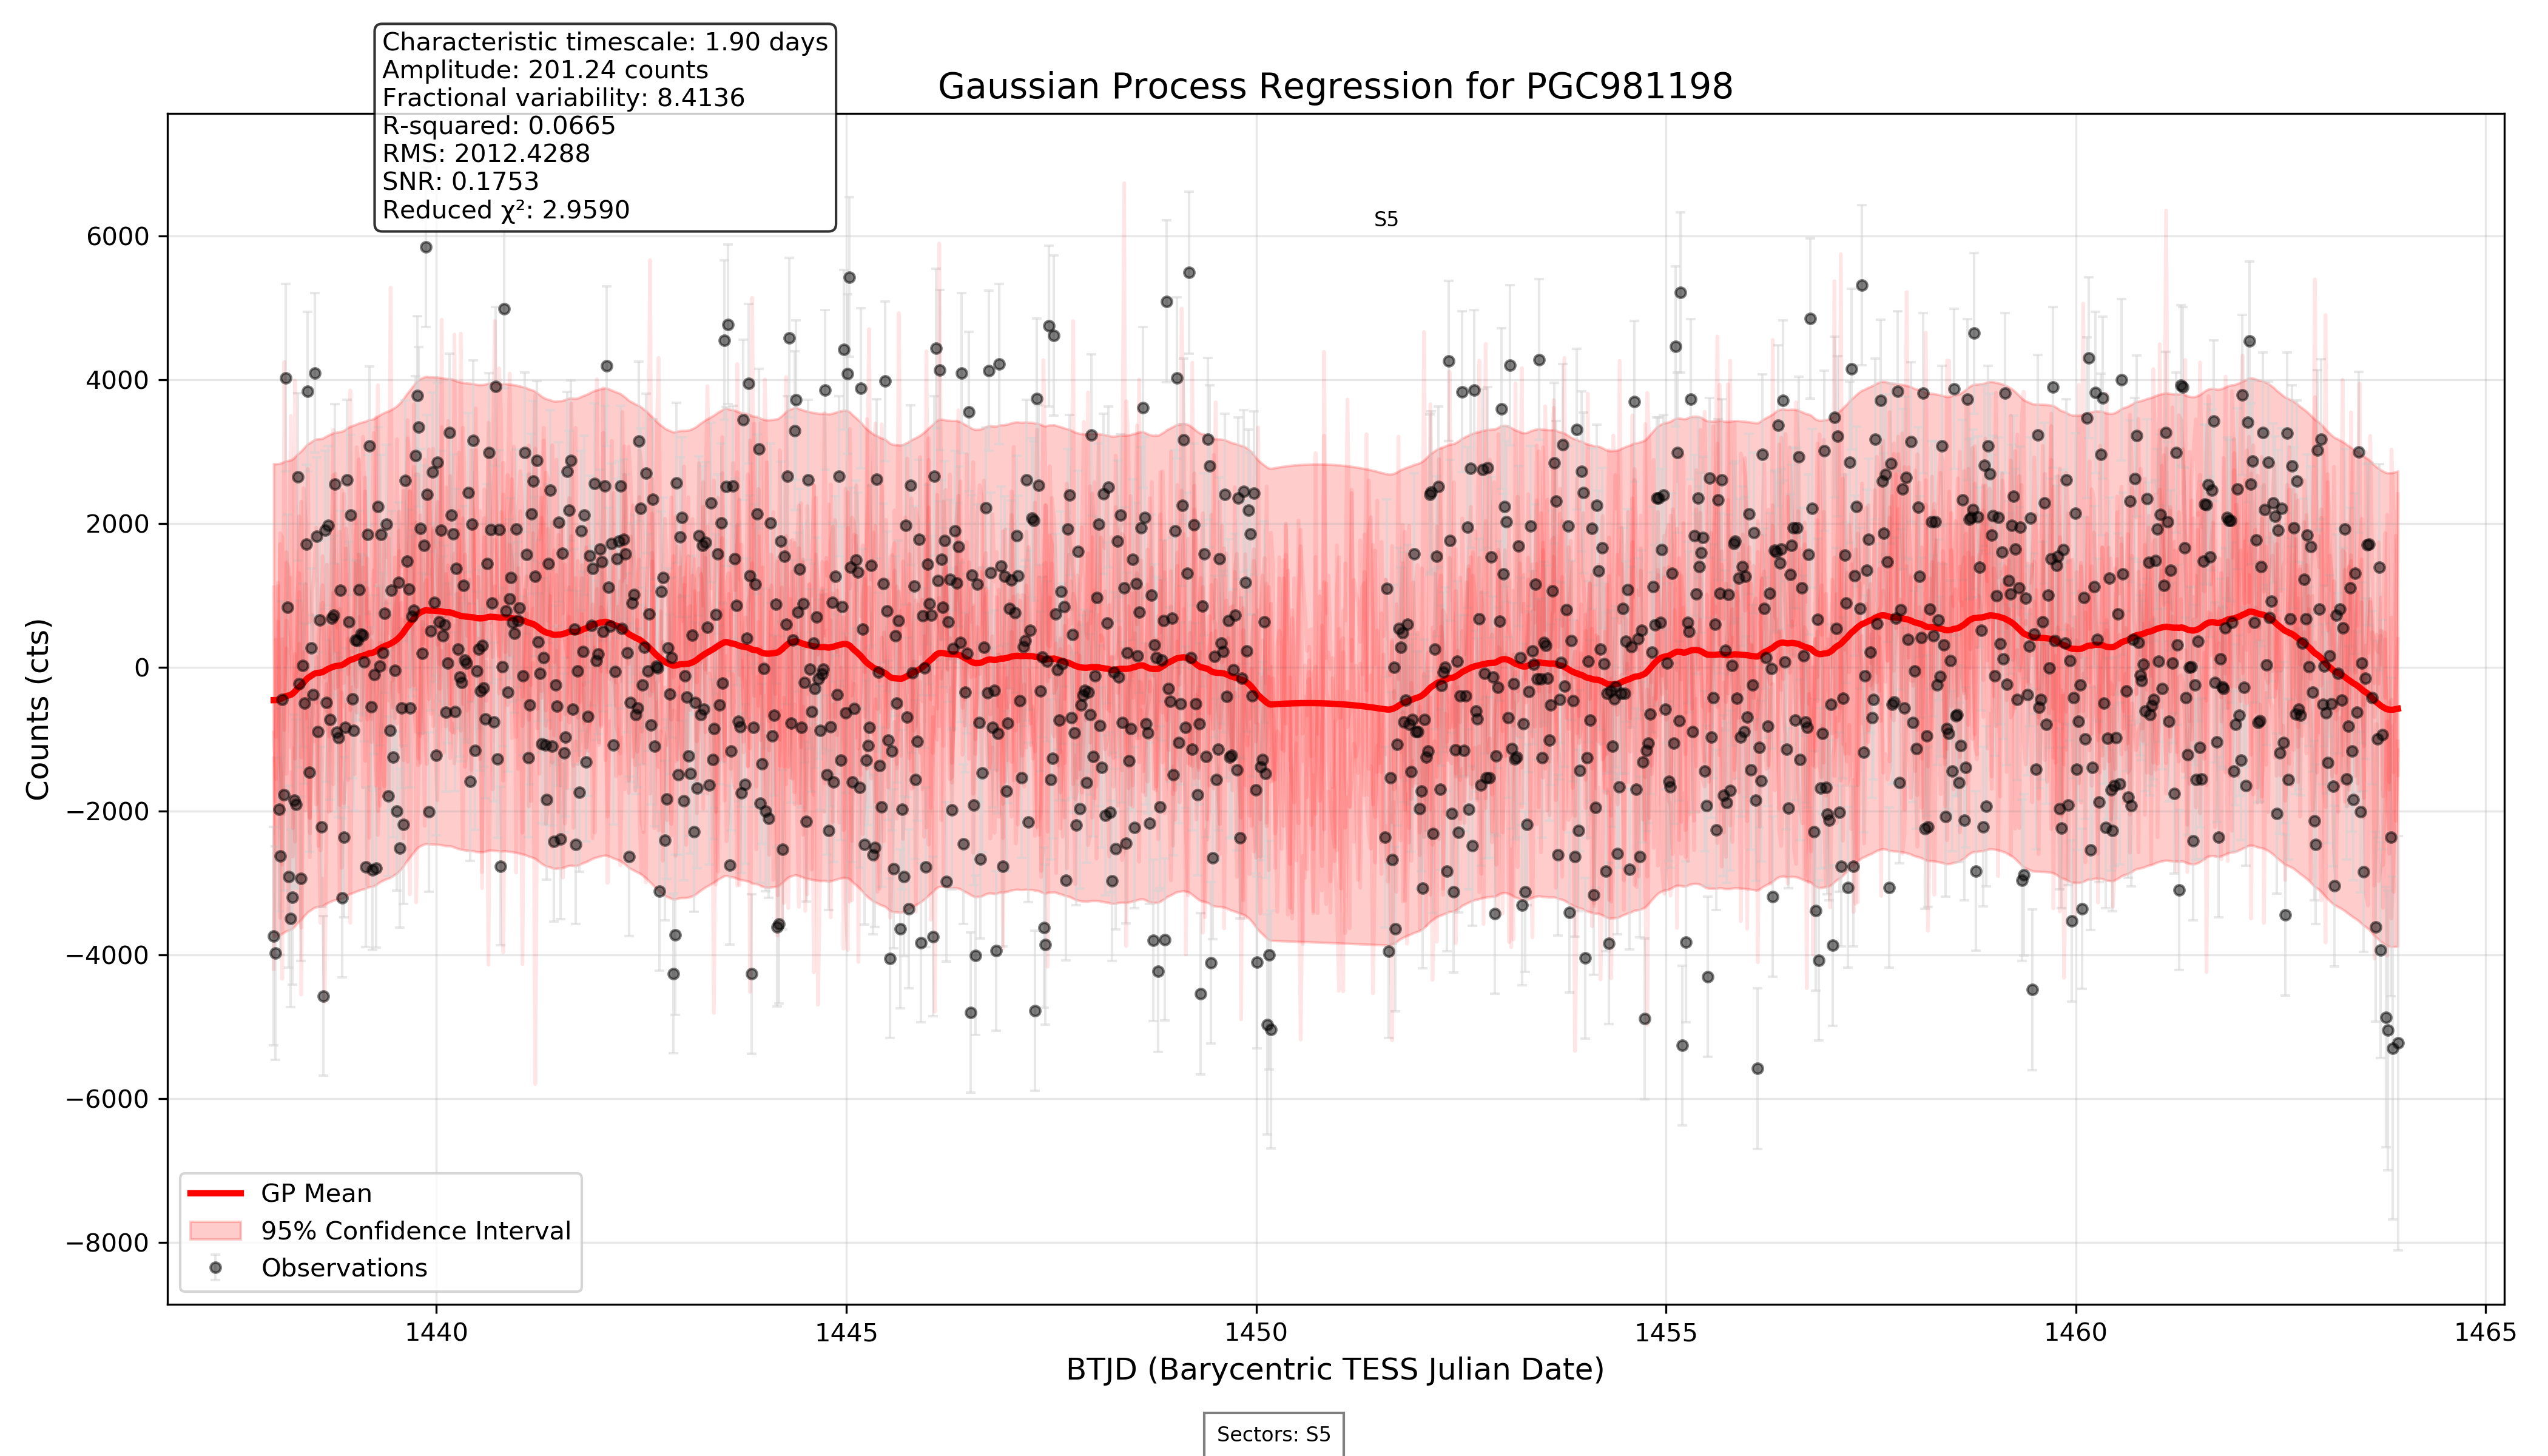 Characteristic timescale: 1.90 days
Amplitude: 201.24 counts
Fractional variability: 8.4136
R-squared: 0.0665
RMS: 2012.4288
SNR: 0.1753
Reduced χ²: 2.9590
Gaussian Process Regression for PGC981198
S5
Counts (cts)
6000
4000
2000
0
−2000
−4000
−6000
−8000
GP Mean
95% Confidence Interval
Observations
1440
1445
1450
1455
1460
1465
BTJD (Barycentric TESS Julian Date)
Sectors: S5